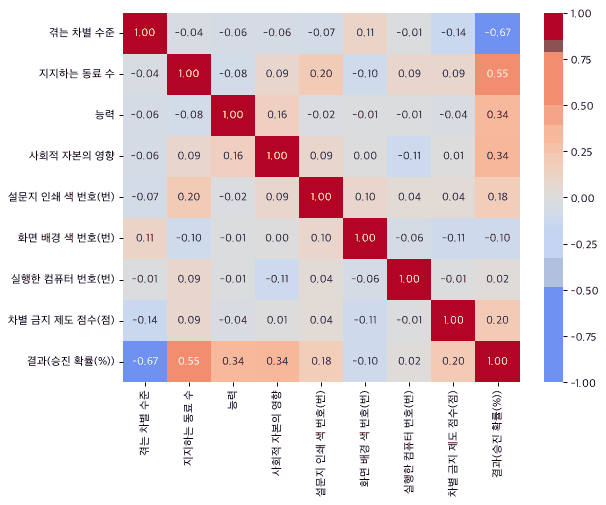 겪는 차별 수준 1.00 -0.04 -0.06 -0.06 -0.07 0.11 -0.01 -0.14 -0.67
지지하는 동료 수 -0.04 1.00 -0.08 0.09 0.20 -0.10 0.09 0.09 0.55
능력 -0.06 -0.08 1.00 0.16 -0.02 -0.01 -0.01 -0.04 0.34
사회적 자본의 영향 -0.06 0.09 0.16 1.00 0.09 0.00 -0.11 0.01 0.34
설문지 인쇄 색 번호(번) -0.07 0.20 -0.02 0.09 1.00 0.10 0.04 0.04 0.18
화면 배경 색 번호(번) 0.11 -0.10 -0.01 0.00 0.10 1.00 -0.06 -0.11 -0.10
실행한 컴퓨터 번호(번) -0.01 0.09 -0.01 -0.11 0.04 -0.06 1.00 -0.01 0.02
차별 금지 제도 점수(점) -0.14 0.09 -0.04 0.01 0.04 -0.11 -0.01 1.00 0.20
결과(승진 확률(%)) -0.67 0.55 0.34 0.34 0.18 -0.10 0.02 0.20 1.00
겪는 차별 수준
지지하는 동료 수
능력
사회적 자본의 영향
설문지 인쇄 색 번호(번)
화면 배경 색 번호(번)
실행한 컴퓨터 번호(번)
차별 금지 제도 점수(점)
결과(승진 확률(%))
1.00
0.75
0.50
0.25
0.00
-0.25
-0.50
-0.75
-1.00